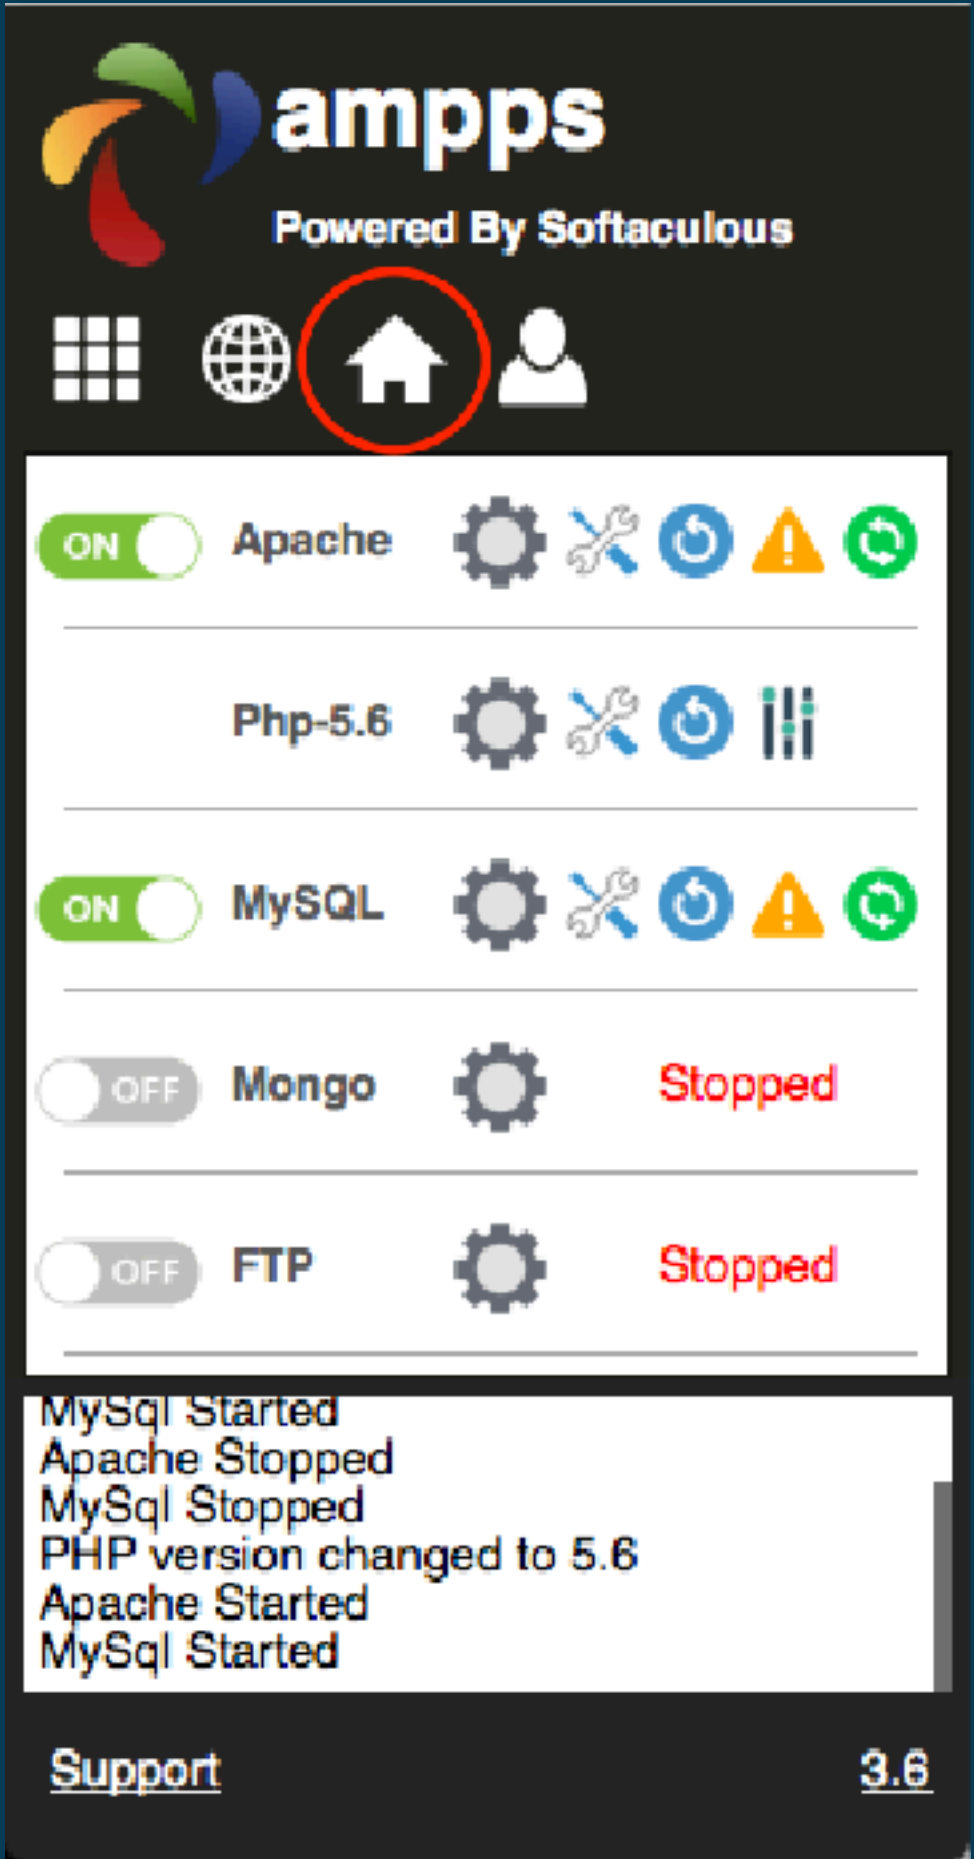 ampps
Powered By Softaculous
ON Apache
Php-5.6
ON MySQL
OFF Mongo Stopped
OFF FTP Stopped
MySql Started
Apache Stopped
MySql Stopped
PHP version changed to 5.6
Apache Started
MySql Started
Support 3.6